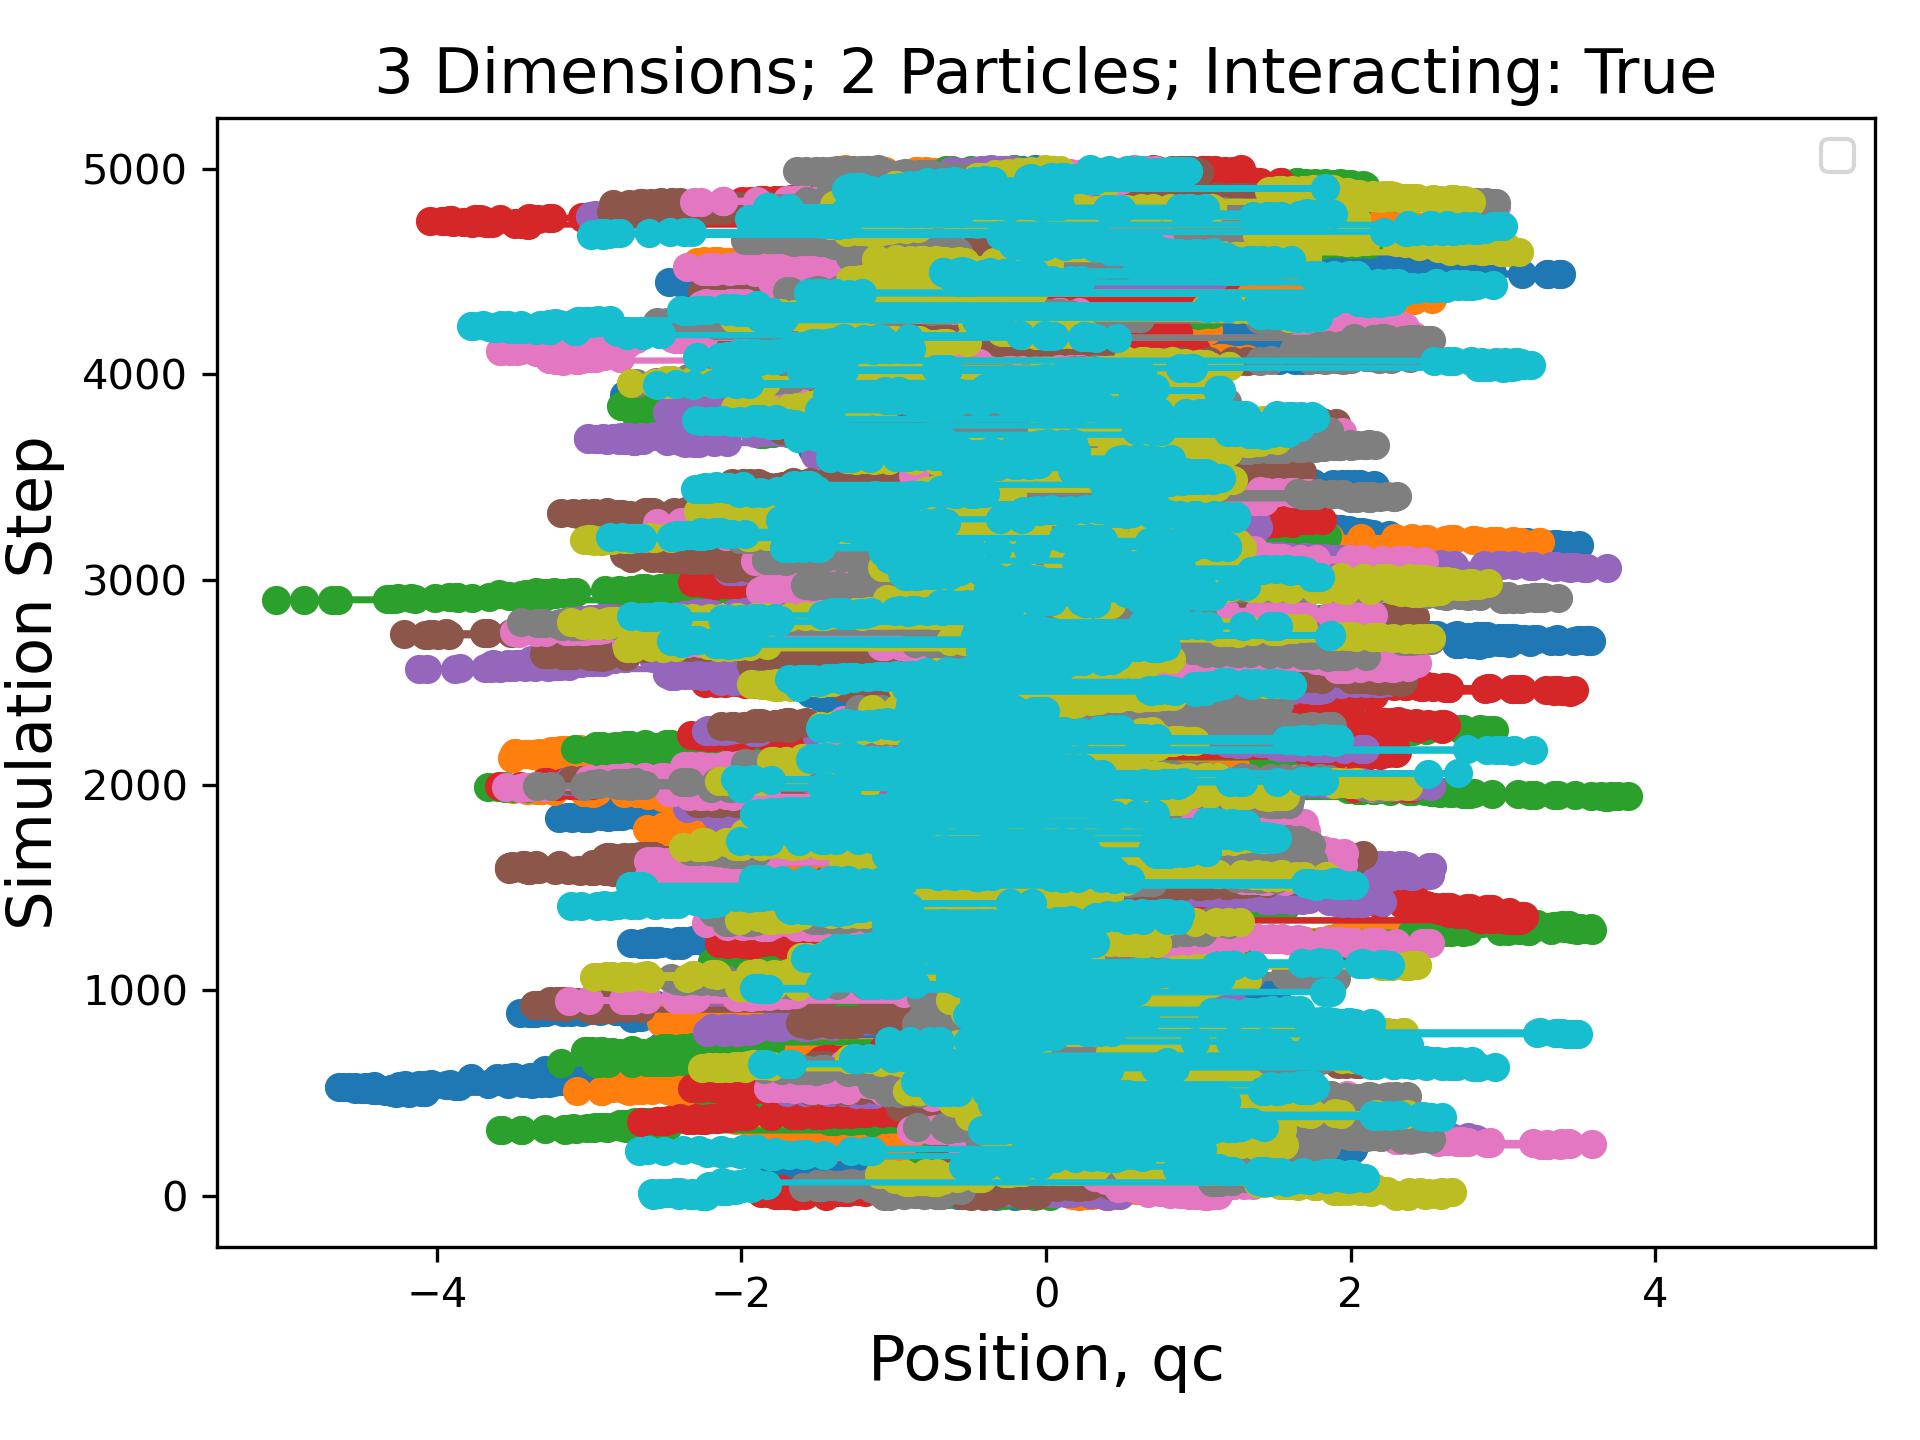 3 Dimensions; 2 Particles; Interacting: True
5000
4000
3000
2000
1000
0
Simulation Step
−4 −2 0 2 4
Position, qc